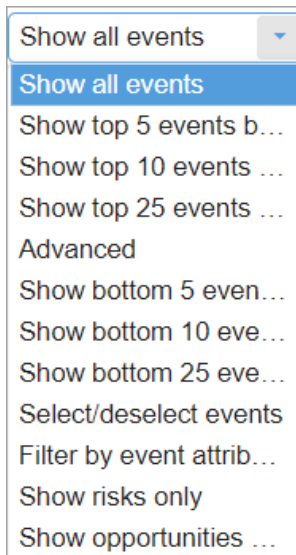 Show all events
Show all events
Show top 5 events b...
Show top 10 events ...
Show top 25 events ...
Advanced
Show bottom 5 even...
Show bottom 10 eve...
Show bottom 25 eve...
Select/deselect events
Filter by event attrib...
Show risks only
Show opportunities ...